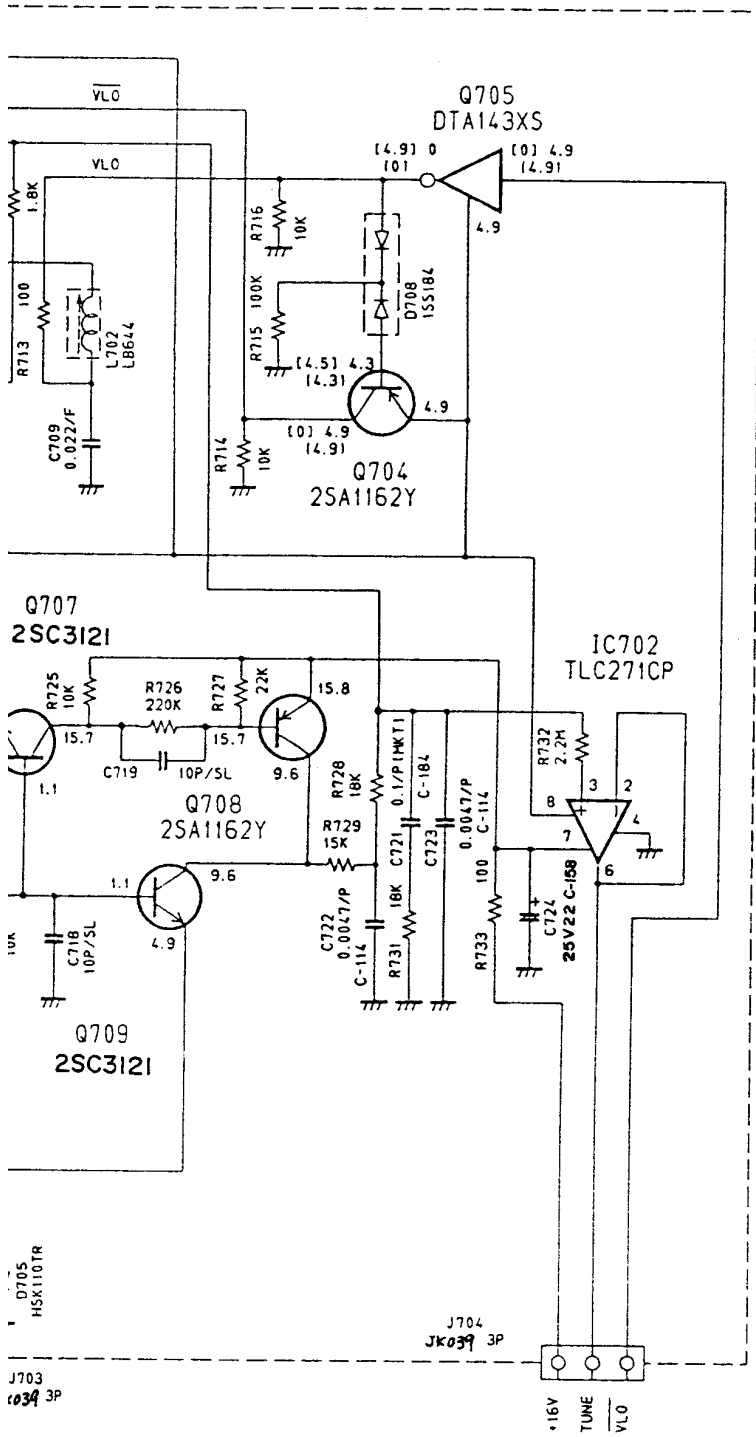 VLO
VLO
Q705
DTA143XS
[4.9] 0
(0)
[0] 4.9
(4.9)
4.9
1.8K
R716
10K
100
R713
L702
LB644
100K
R715
D708
1SS184
[4.5] 4.3
(4.3)
4.9
C709
0.022/F
R714
10K
[0] 4.9
(4.9)
Q704
2SA1162Y
Q707
2SC3121
R725
10K
R726
220K
R727
22K
15.8
15.7
15.7
C719
10P/SL
9.6
1.1
Q708
2SA1162Y
R728
18K
R729
15K
0.1/P(MKT)
C-184
C721
C723
0.0047/P
C-114
IC702
TLC271CP
R732
2.2M
3
2
8
+
-
4
7
6
1.1
9.6
4.9
10K
C718
10P/SL
C722
0.0047/P
C-114
18K
R731
100
R733
+
C724
25V22 C-158
Q709
2SC3121
D705
HSK110TR
J704
JK039 3P
J703
K039 3P
+16V
TUNE
VLO